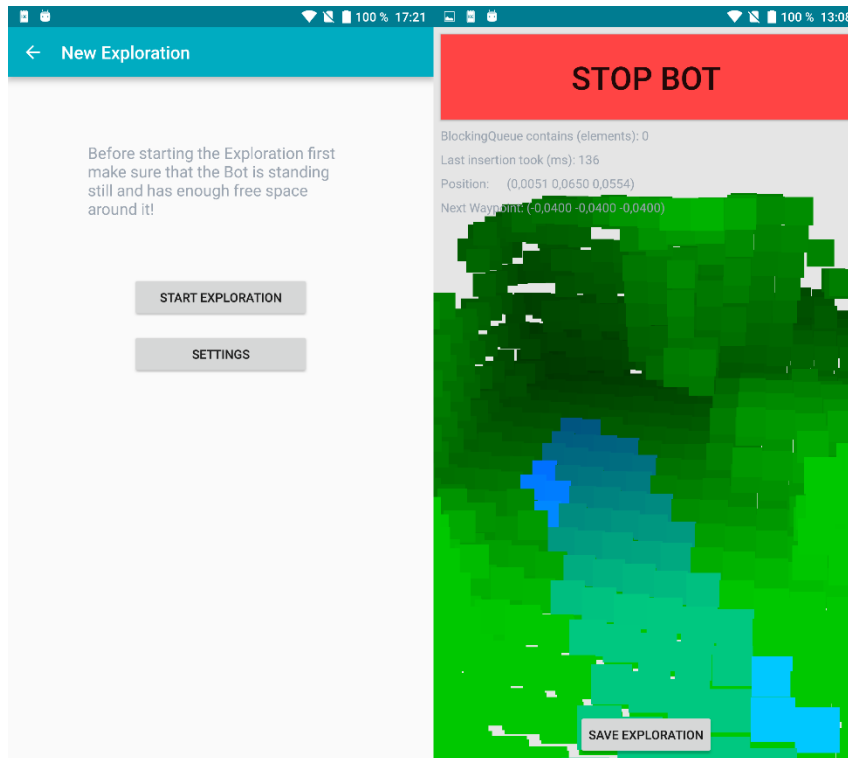 100 % 17:21
New Exploration
Before starting the Exploration first
make sure that the Bot is standing
still and has enough free space
around it!
START EXPLORATION
SETTINGS
100 % 13:08
STOP BOT
BlockingQueue contains (elements): 0
Last insertion took (ms): 136
Position: (0,0051 0,0650 0,0554)
Next Waypoint: (-0,0400 -0,0400 -0,0400)
SAVE EXPLORATION